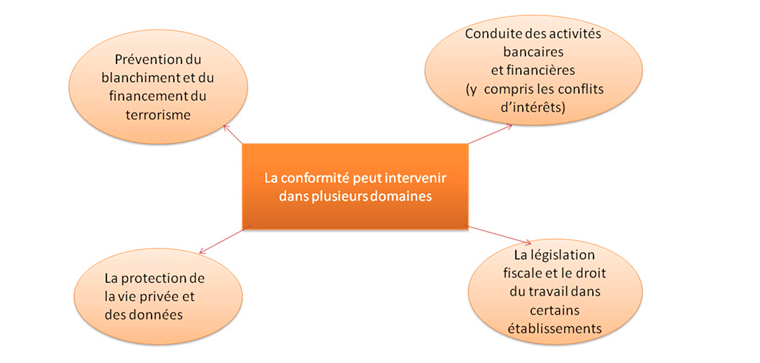 Prévention du
blanchiment et du
financement du
terrorisme
Conduite des activités
bancaires
et financières
(y compris les conflits
d'intérêts)
La conformité peut intervenir
dans plusieurs domaines
La protection de
la vie privée et
des données
La législation
fiscale et le droit
du travail dans
certains
établissements